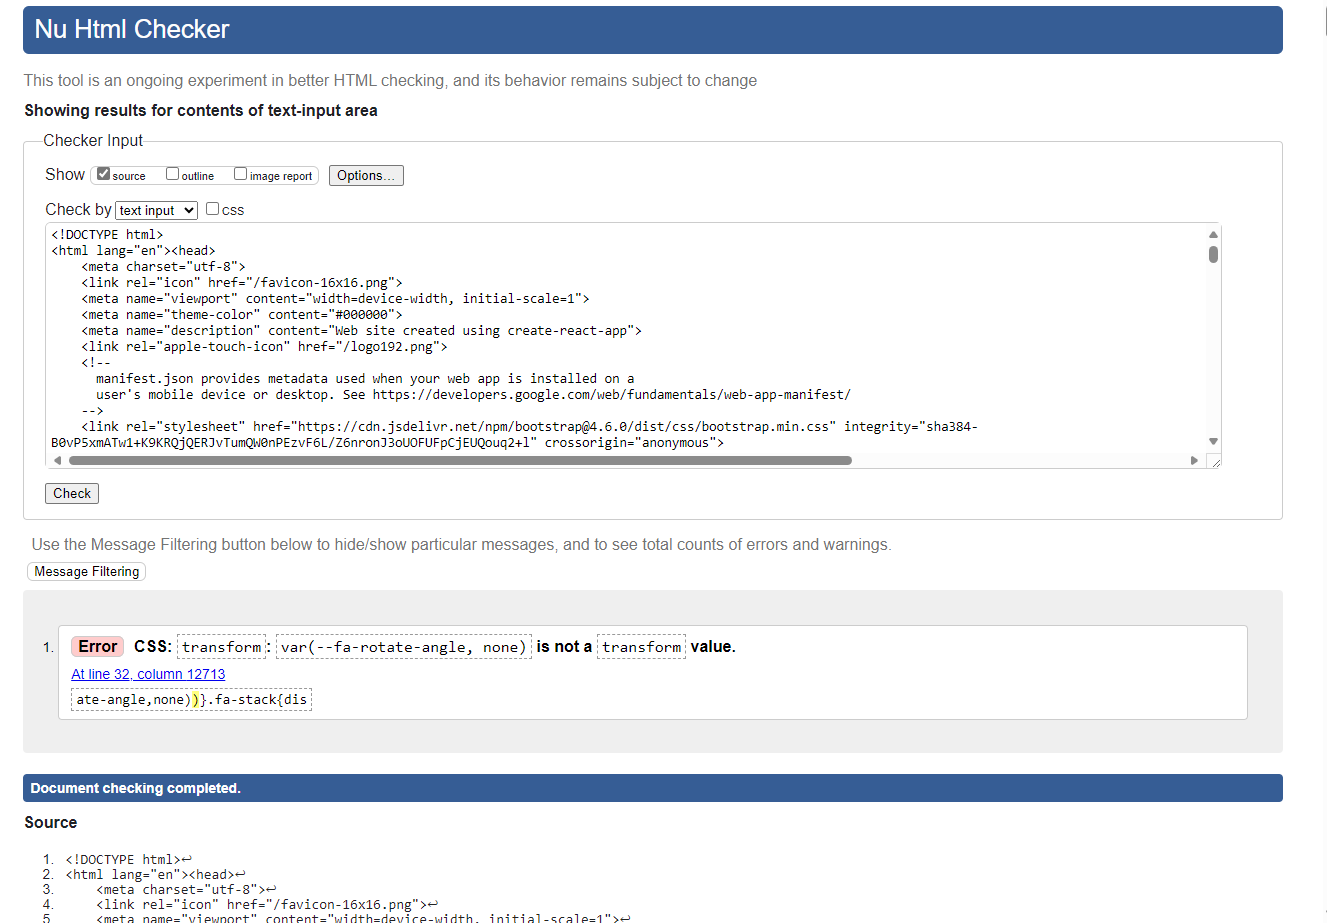 Nu Html Checker
This tool is an ongoing experiment in better HTML checking, and its behavior remains subject to change
Showing results for contents of text-input area
Checker Input
Show source outline image report Options...
Check by text input css
<!DOCTYPE html>
<html lang="en"><head>
<meta charset="utf-8">
<link rel="icon" href="/favicon-16x16.png">
<meta name="viewport" content="width=device-width, initial-scale=1">
<meta name="theme-color" content="#000000">
<meta name="description" content="Web site created using create-react-app">
<link rel="apple-touch-icon" href="/logo192.png">
<!--
manifest.json provides metadata used when your web app is installed on a
user's mobile device or desktop. See https://developers.google.com/web/fundamentals/web-app-manifest/
-->
<link rel="stylesheet" href="https://cdn.jsdelivr.net/npm/bootstrap@4.6.0/dist/css/bootstrap.min.css" integrity="sha384-
B0vP5xmATw1+K9KRQjQERJvTumQW0nPEzvF6L/Z6nronJ3oUOFUFpCjEUQouq2+l" crossorigin="anonymous">
Check
Use the Message Filtering button below to hide/show particular messages, and to see total counts of errors and warnings.
Message Filtering
1. Error CSS: transform: var(--fa-rotate-angle, none) is not a transform value.
At line 32, column 12713
ate-angle,none))}.fa-stack{dis
Document checking completed.
Source
1. <!DOCTYPE html>↩
2. <html lang="en"><head>↩
3. <meta charset="utf-8">↩
4. <link rel="icon" href="/favicon-16x16.png">↩
5. <meta name="viewport" content="width=device-width, initial-scale=1">↩